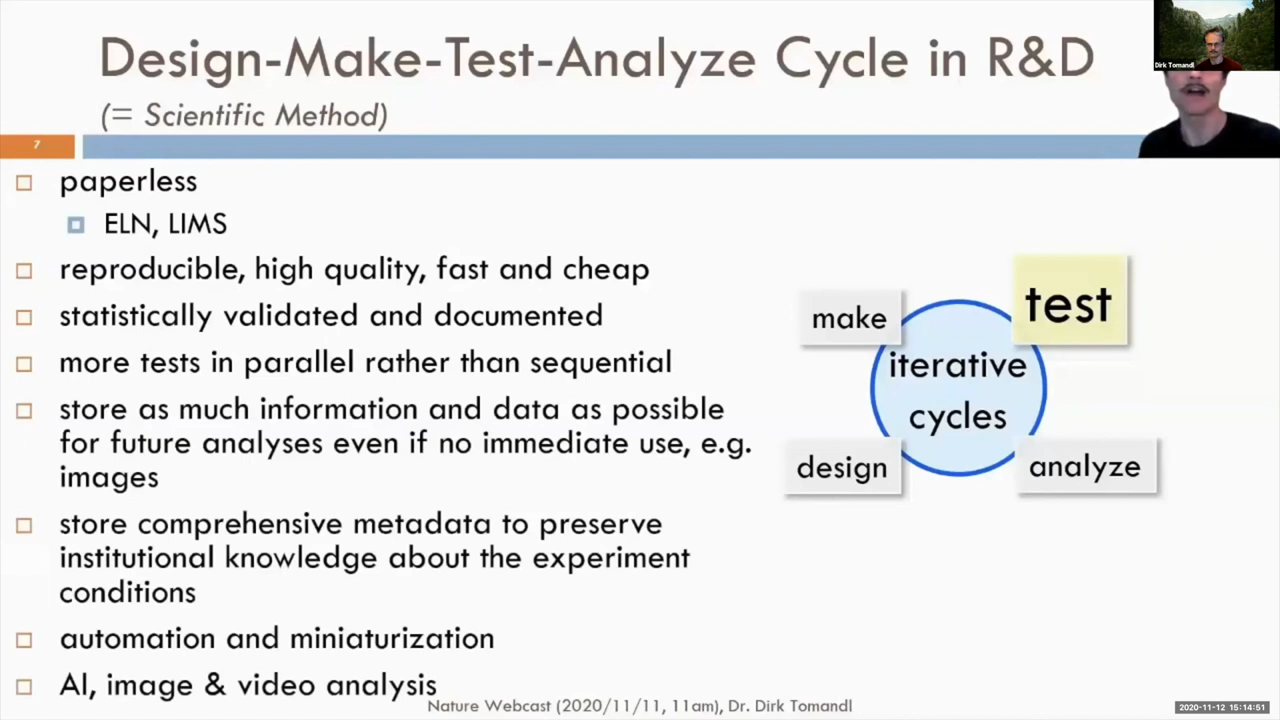 Design-Make-Test-Analyze Cycle in R&D
(= Scientific Method)
Dirk Tomandl
7
paperless
ELN, LIMS
reproducible, high quality, fast and cheap
statistically validated and documented
more tests in parallel rather than sequential
store as much information and data as possible
for future analyses even if no immediate use, e.g.
images
store comprehensive metadata to preserve
institutional knowledge about the experiment
conditions
automation and miniaturization
AI, image & video analysis
make
test
iterative
cycles
design
analyze
Nature Webcast (2020/11/11, 11am), Dr. Dirk Tomandl
2020-11-12 15:14:51